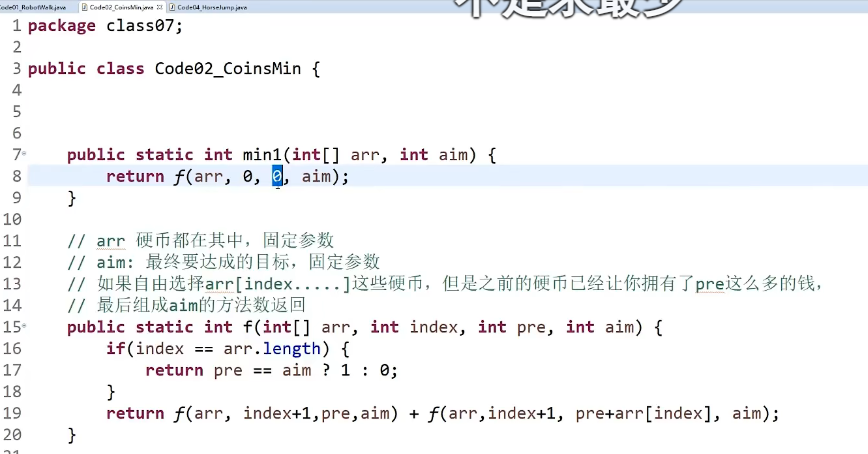 Code01_RobotWalk.java Code02_CoinsMin.java Code04_HorseJump.java
不是求最少
1 package class07;
2
3 public class Code02_CoinsMin {
4
5
6
7 public static int min1(int[] arr, int aim) {
8 return f(arr, 0, 0, aim);
9 }
10
11 // arr 硬币都在其中，固定参数
12 // aim: 最终要达成的目标，固定参数
13 // 如果自由选择arr[index.....]这些硬币，但是之前的硬币已经让你拥有了pre这么多的钱，
14 // 最后组成aim的方法数返回
15 public static int f(int[] arr, int index, int pre, int aim) {
16 if(index == arr.length) {
17 return pre == aim ? 1 : 0;
18 }
19 return f(arr, index+1,pre,aim) + f(arr,index+1, pre+arr[index], aim);
20 }